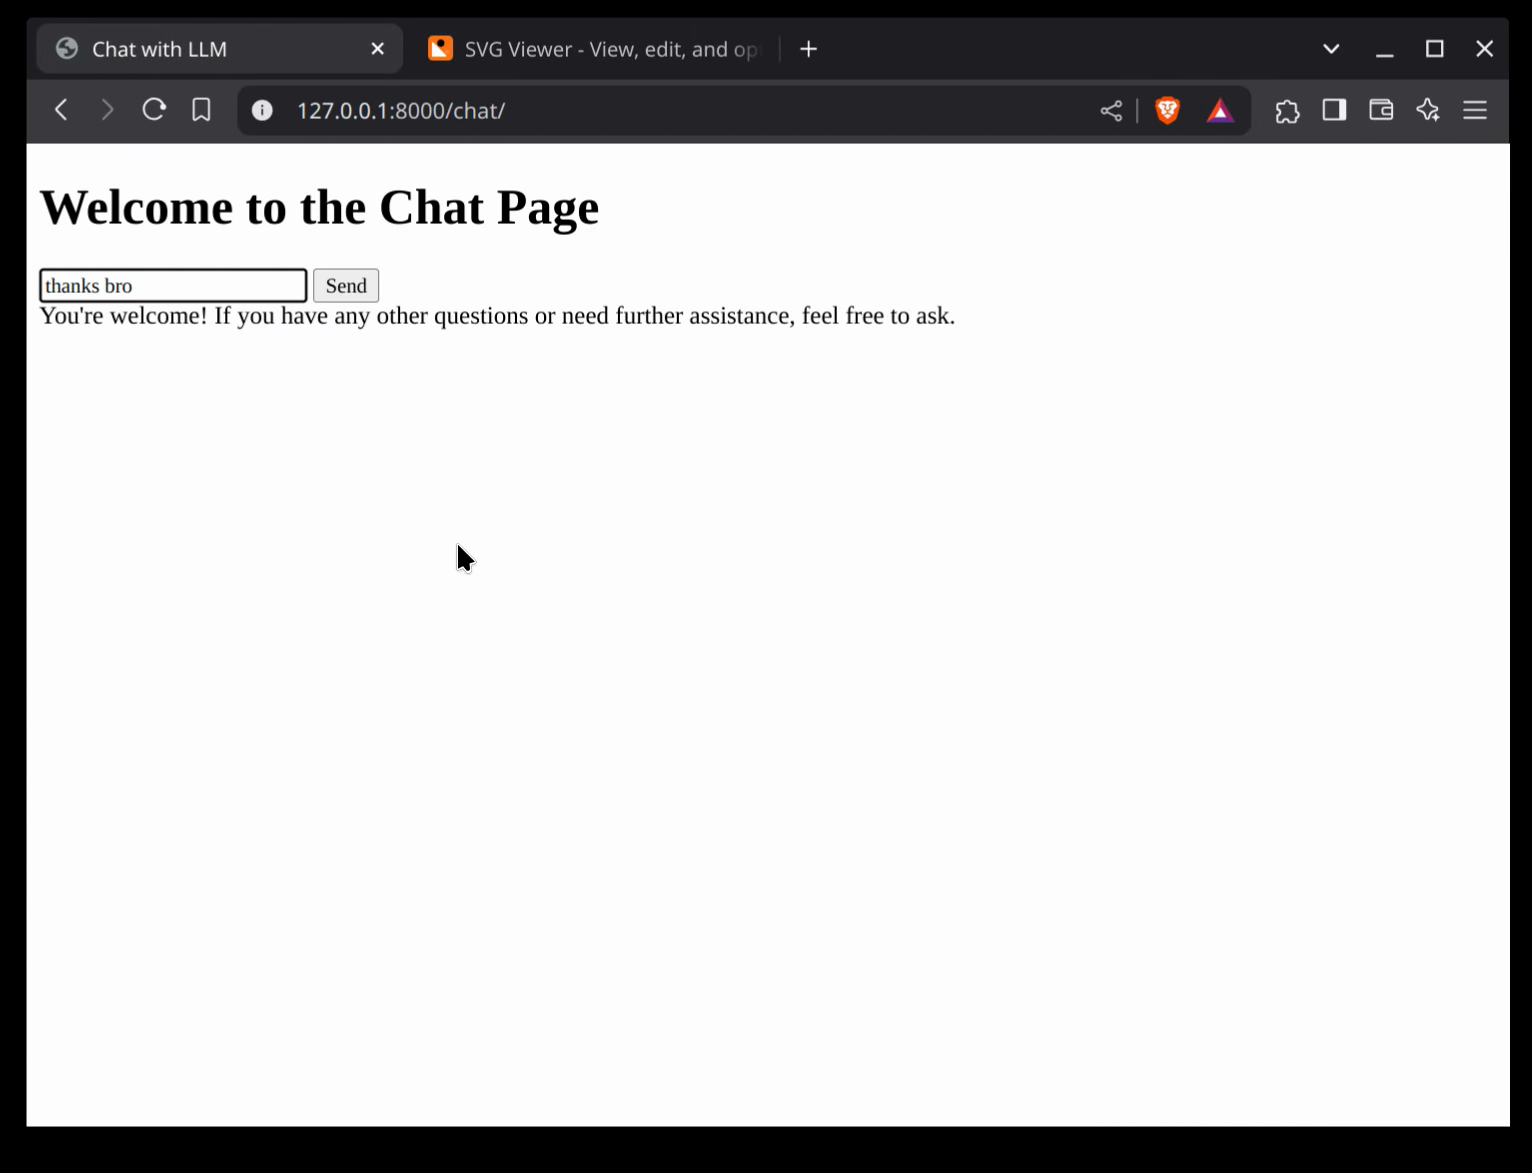 Chat with LLM
SVG Viewer - View, edit, and op
127.0.0.1:8000/chat/
Welcome to the Chat Page
thanks bro Send
You're welcome! If you have any other questions or need further assistance, feel free to ask.